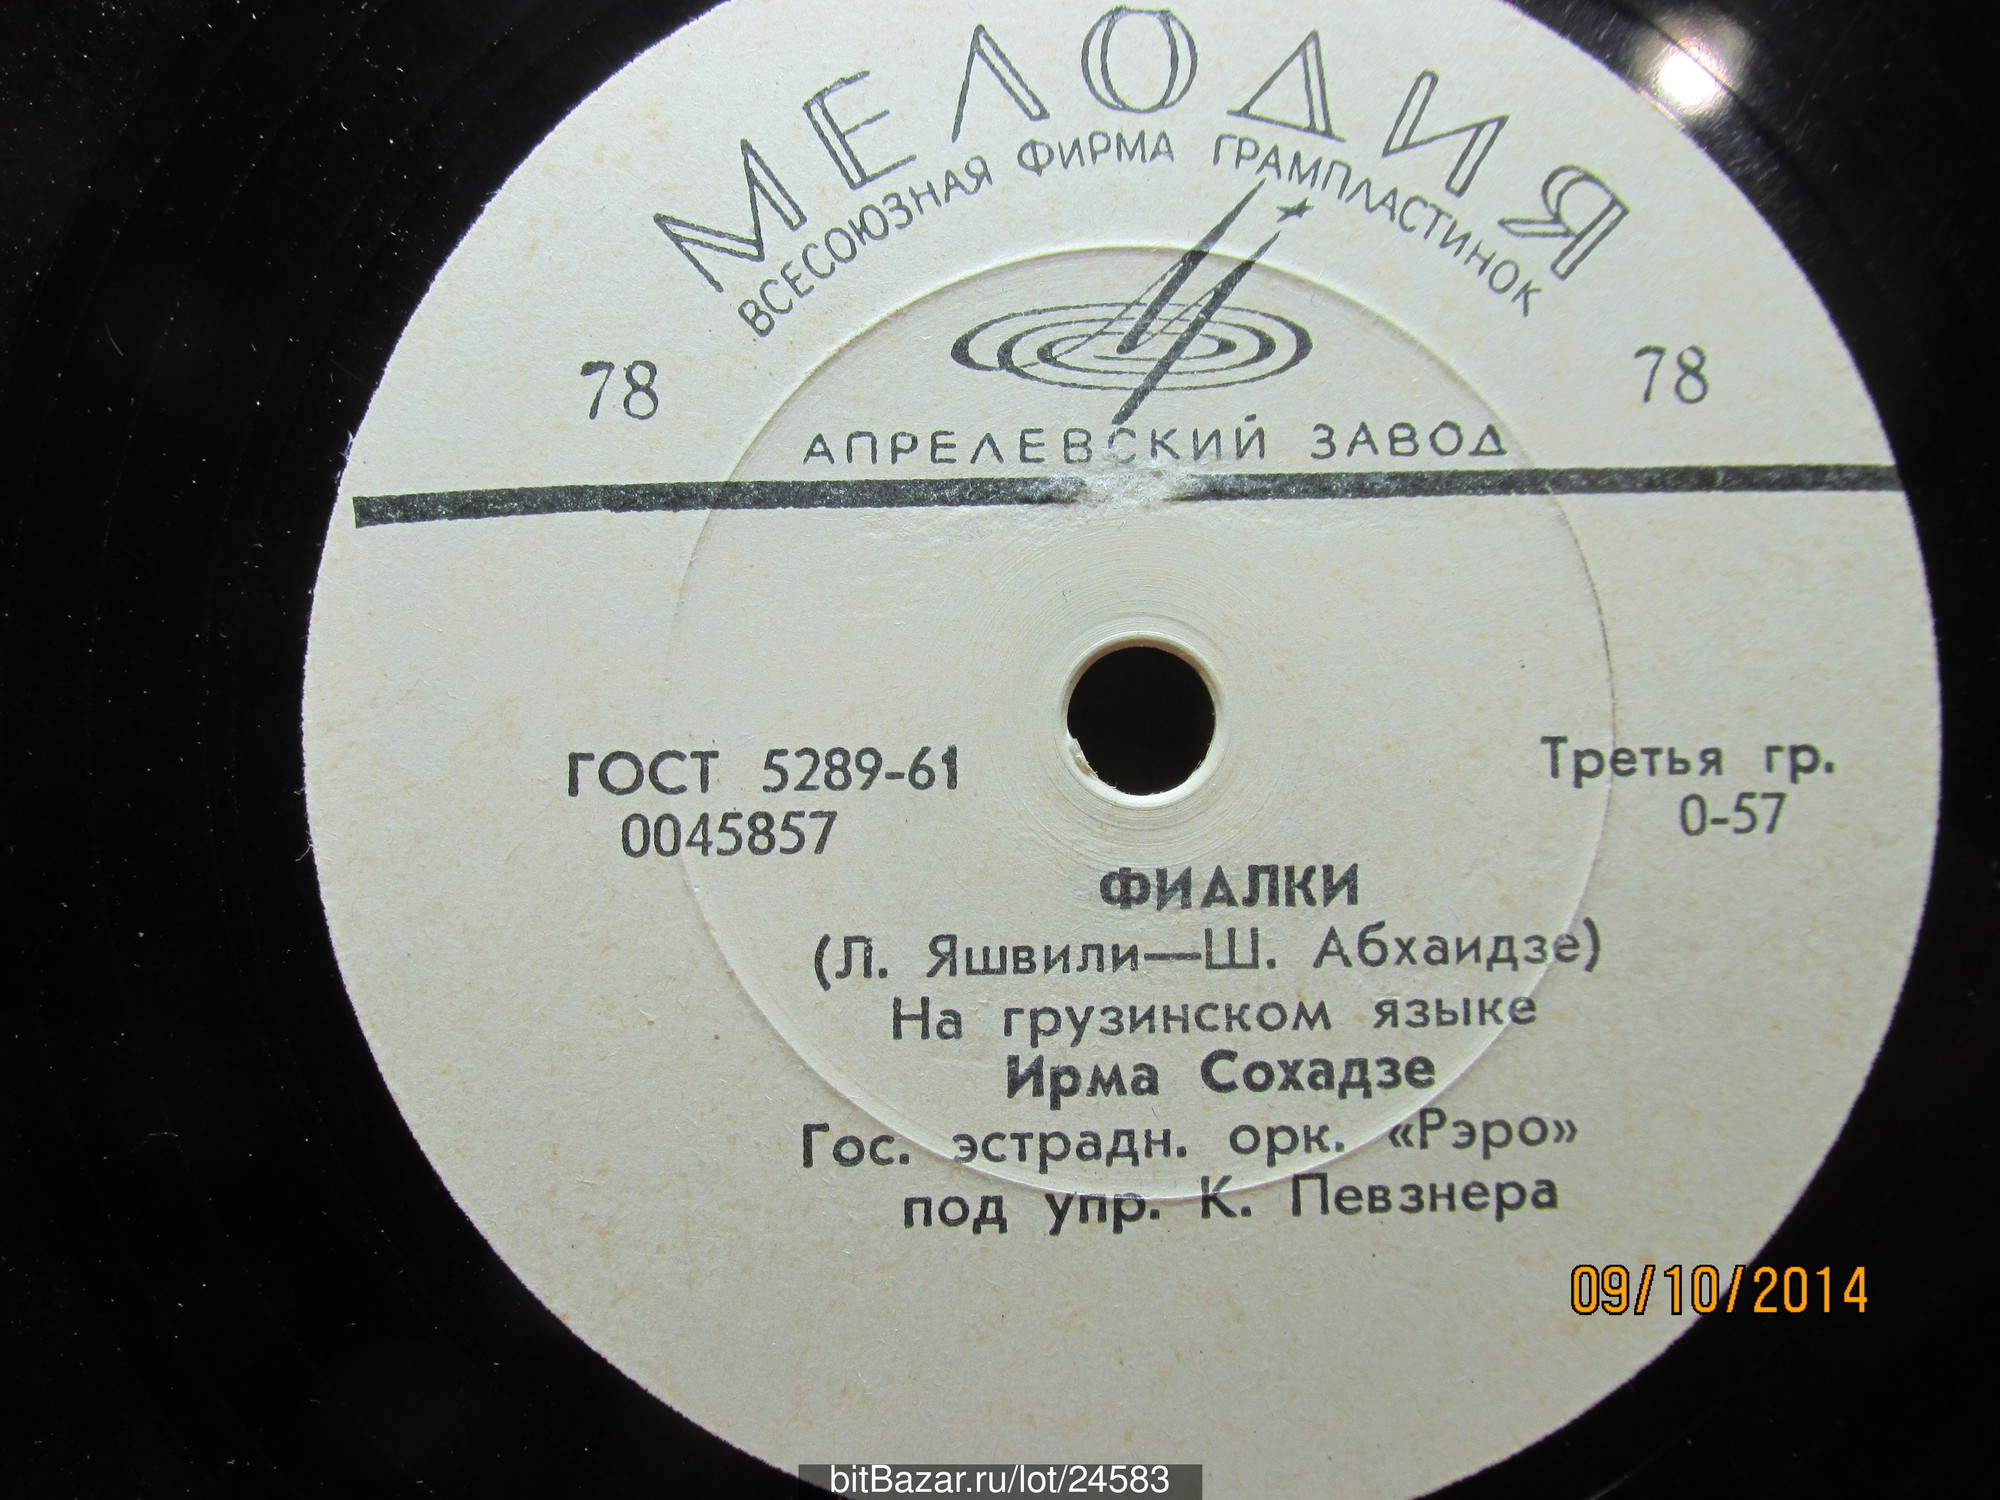 МЕЛОДИЯ
ВСЕСОЮЗНАЯ ФИРМА ГРАМПЛАСТИНОК
78 78
АПРЕЛЕВСКИЙ ЗАВОД
ГОСТ 5289-61 Третья гр.
0045857 0-57
ФИАЛКИ
(Л. Яшвили—Ш. Абхаидзе)
На грузинском языке
Ирма Сохадзе
Гос. эстрадн. орк. «Рэро»
под упр. К. Певзнера
09/10/2014
bitBazar.ru/lot/24583